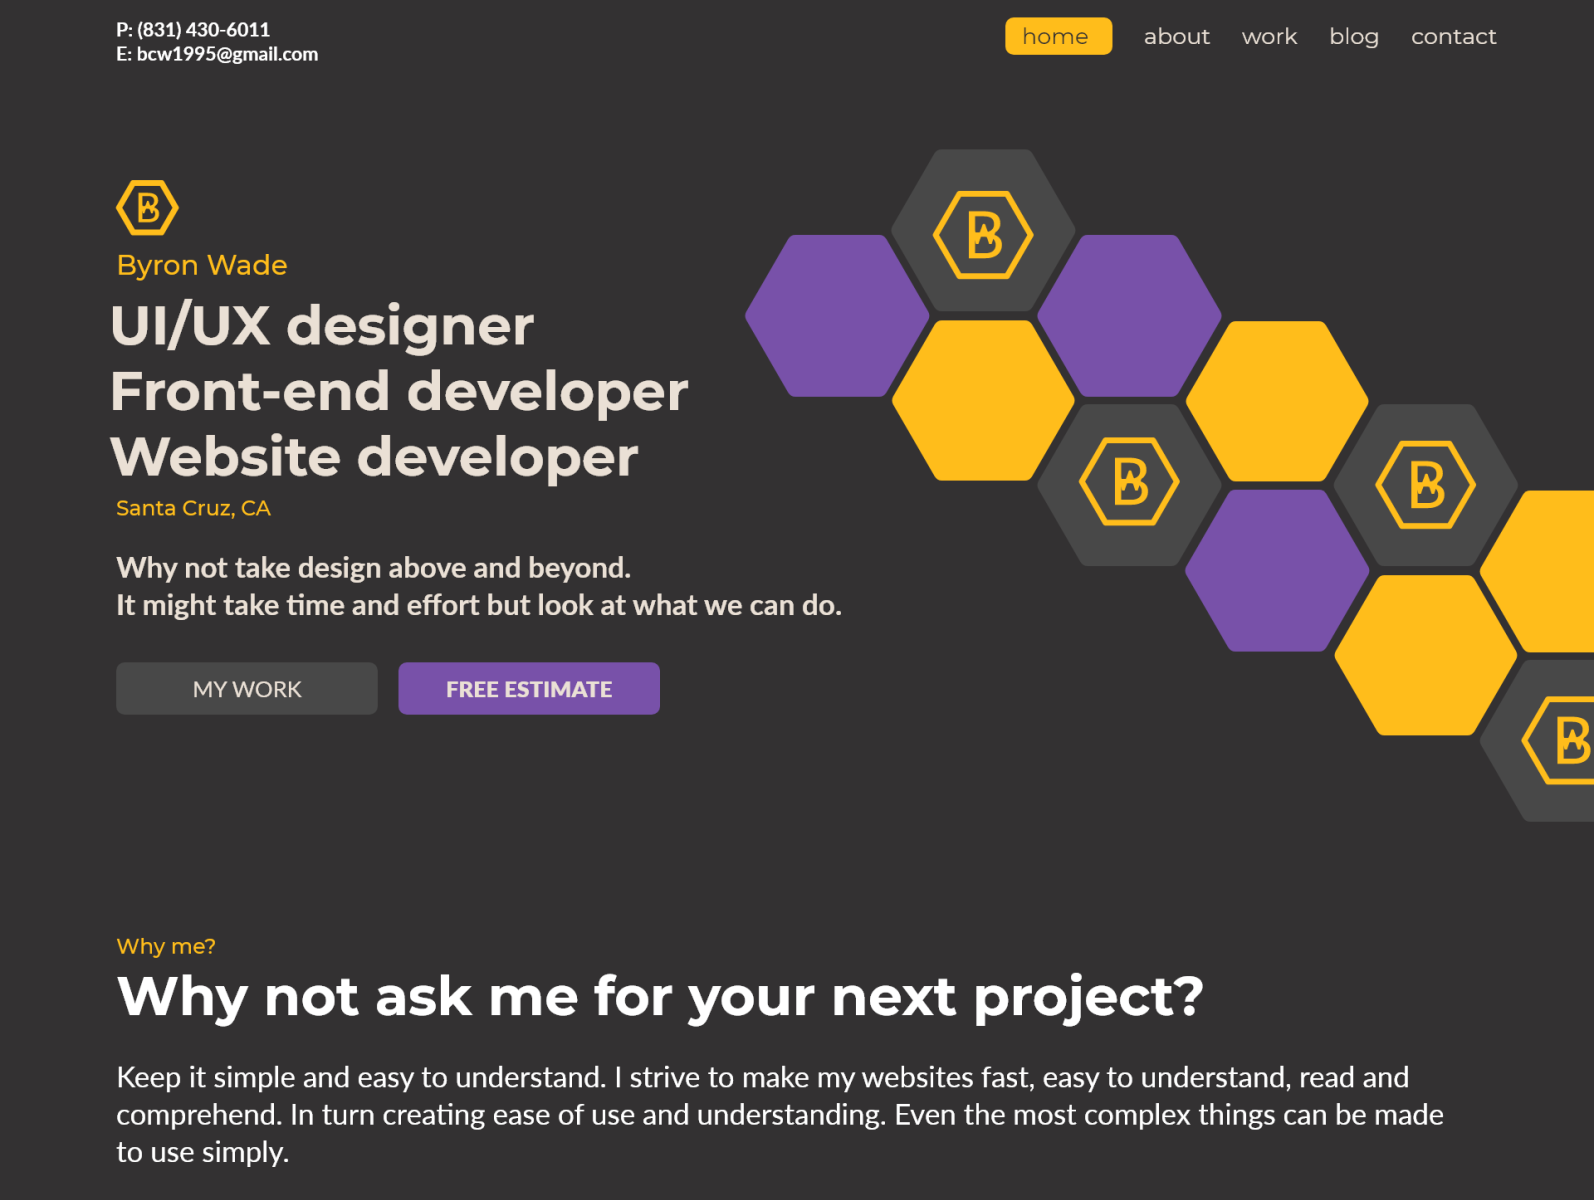 P: (831) 430-6011
E: bcw1995@gmail.com
home about work blog contact
BW
Byron Wade
UI/UX designer
Front-end developer
Website developer
Santa Cruz, CA
Why not take design above and beyond.
It might take time and effort but look at what we can do.
MY WORK FREE ESTIMATE
BW
BW
BW
BW
Why me?
Why not ask me for your next project?
Keep it simple and easy to understand. I strive to make my websites fast, easy to understand, read and
comprehend. In turn creating ease of use and understanding. Even the most complex things can be made
to use simply.